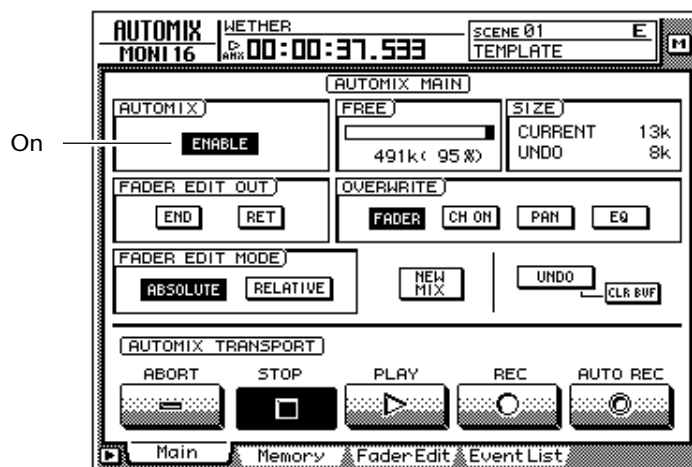 AUTOMIX WETHER SCENE 01 E
MONI 16 AMX 00:00:37.533 TEMPLATE M
AUTOMIX MAIN
AUTOMIX FREE SIZE
On ENABLE 491k( 95%) CURRENT 13k
UNDO 8k
FADER EDIT OUT OVERWRITE
END RET FADER CH ON PAN EQ
FADER EDIT MODE
ABSOLUTE RELATIVE NEW MIX UNDO CLR BUF
AUTOMIX TRANSPORT
ABORT STOP PLAY REC AUTO REC
Main Memory Fader Edit Event List